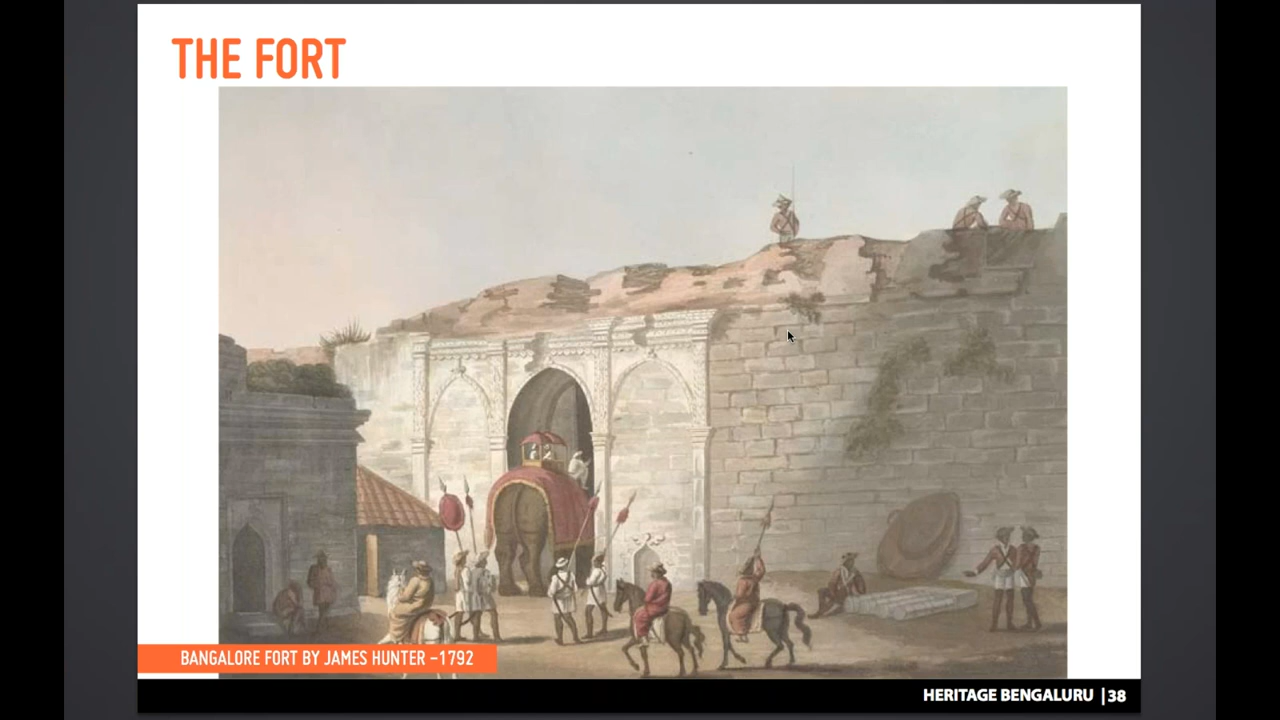 THE FORT
BANGALORE FORT BY JAMES HUNTER -1792
HERITAGE BENGALURU |38